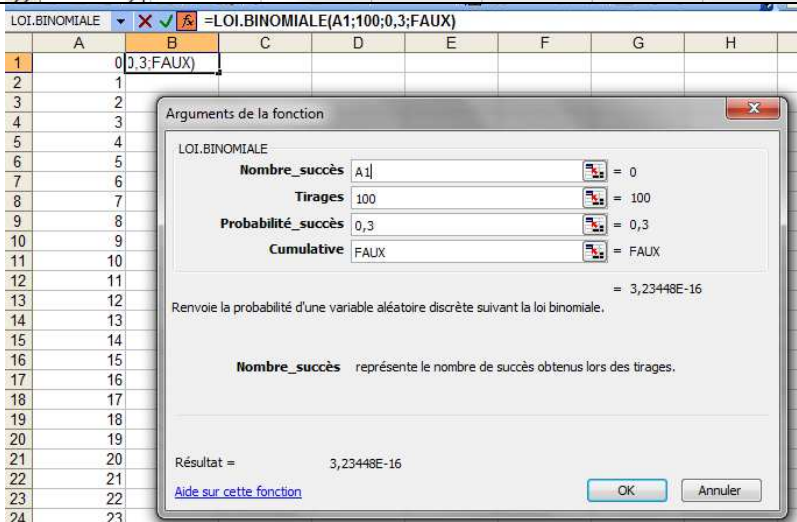 LOI.BINOMIALE =LOI.BINOMIALE(A1;100;0,3;FAUX)
A B C D E F G H
1 0 0,3;FAUX)
2 1
3 2
4 3
5 4
6 5
7 6
8 7
9 8
10 9
11 10
12 11
13 12
14 13
15 14
16 15
17 16
18 17
19 18
20 19
21 20
22 21
23 22
24 23
Arguments de la fonction
LOI.BINOMIALE
Nombre_succès A1 = 0
Tirages 100 = 100
Probabilité_succès 0,3 = 0,3
Cumulative FAUX = FAUX
= 3,23448E-16
Renvoie la probabilité d'une variable aléatoire discrète suivant la loi binomiale.
Nombre_succès représente le nombre de succès obtenus lors des tirages.
Résultat = 3,23448E-16
Aide sur cette fonction OK Annuler